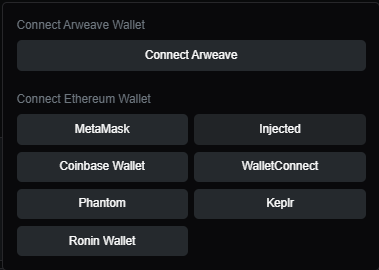 Connect Arweave Wallet
Connect Arweave
Connect Ethereum Wallet
MetaMask Injected
Coinbase Wallet WalletConnect
Phantom Keplr
Ronin Wallet